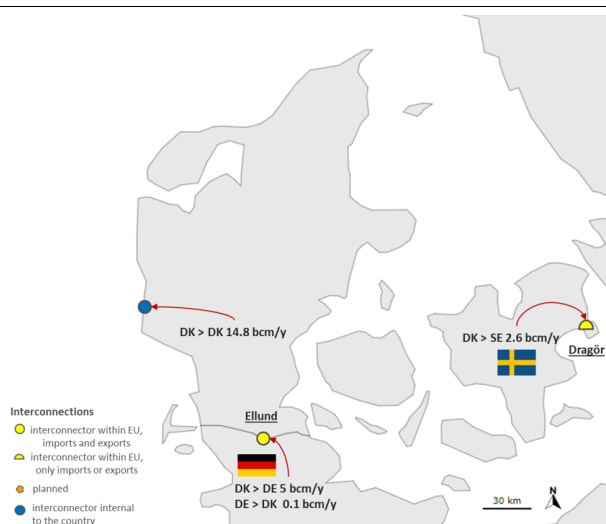 DK > DK 14.8 bcm/y
DK > SE 2.6 bcm/y
Dragör
Ellund
DK > DE 5 bcm/y
DE > DK 0.1 bcm/y
Interconnections
interconnector within EU,
imports and exports
interconnector within EU,
only imports or exports
planned
interconnector internal
to the country
30 km
N